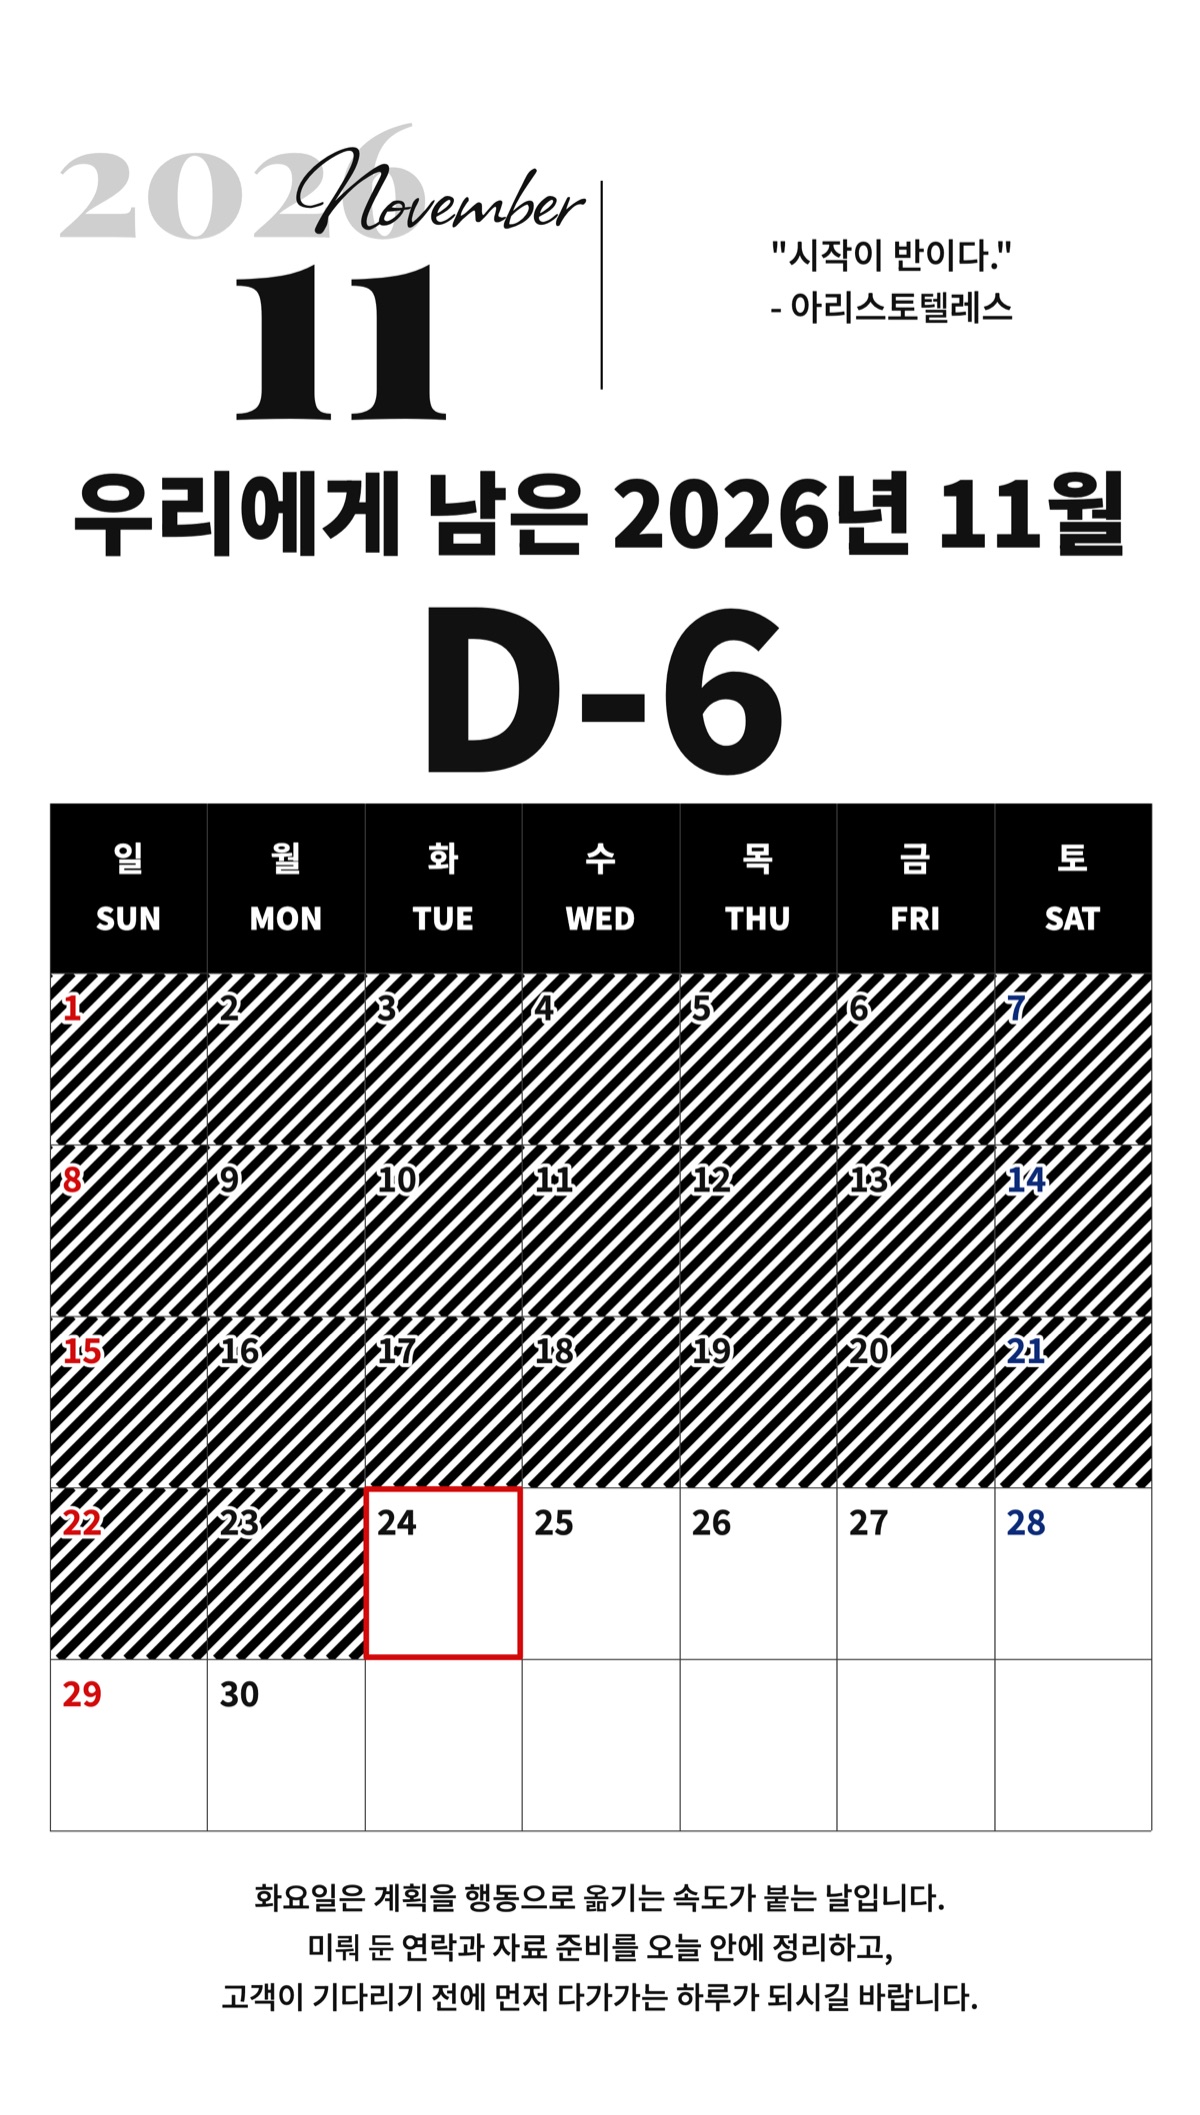 2026
November
11
"시작이 반이다."
- 아리스토텔레스
우리에게 남은 2026년 11월
D-6
일 월 화 수 목 금 토
SUN MON TUE WED THU FRI SAT
1 2 3 4 5 6 7
8 9 10 11 12 13 14
15 16 17 18 19 20 21
22 23 24 25 26 27 28
29 30
화요일은 계획을 행동으로 옮기는 속도가 붙는 날입니다.
미뤄 둔 연락과 자료 준비를 오늘 안에 정리하고,
고객이 기다리기 전에 먼저 다가가는 하루가 되시길 바랍니다.